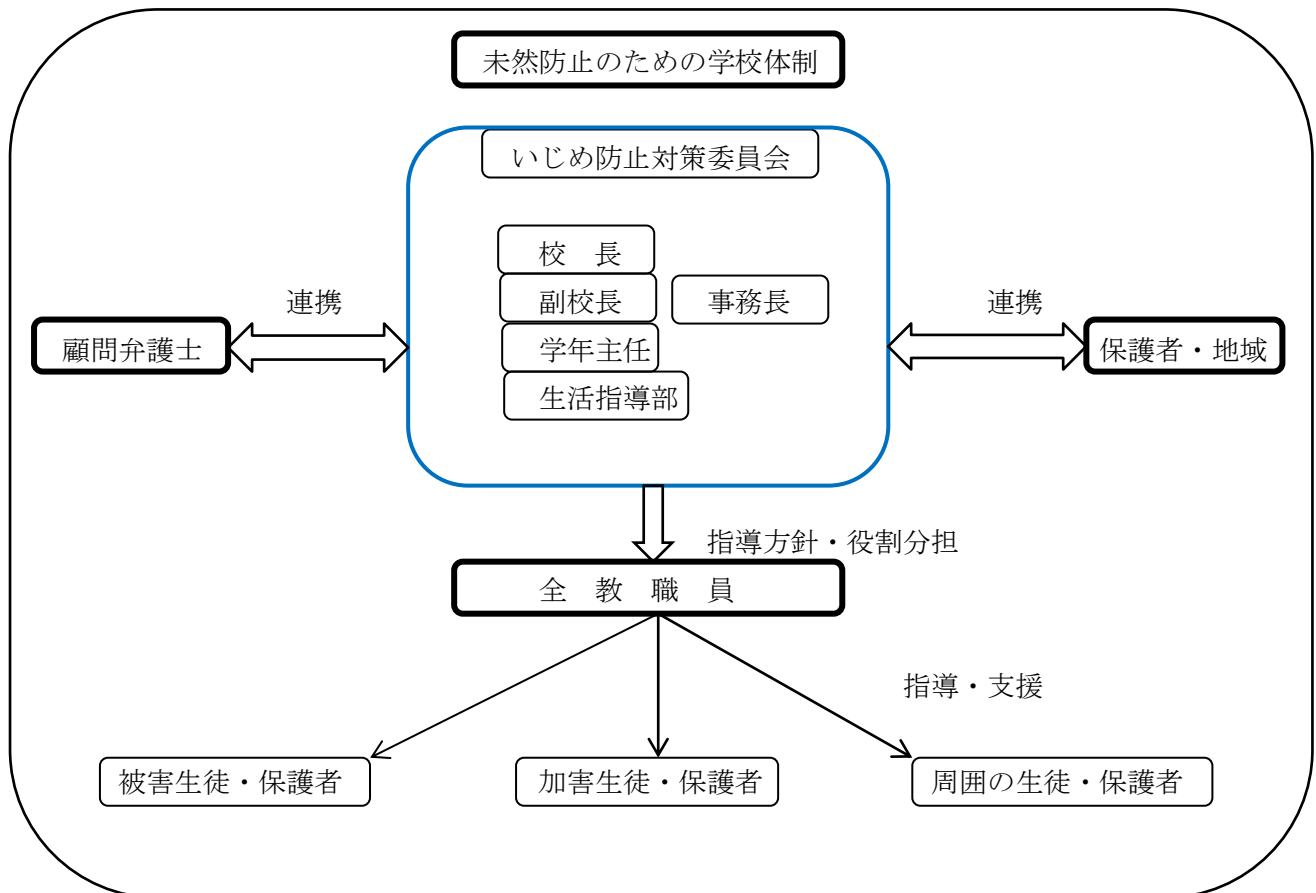 未然防止のための学校体制
いじめ防止対策委員会
校　長
副校長
事務長
学年主任
生活指導部
連携
連携
顧問弁護士
保護者・地域
指導方針・役割分担
全　教　職　員
指導・支援
被害生徒・保護者
加害生徒・保護者
周囲の生徒・保護者